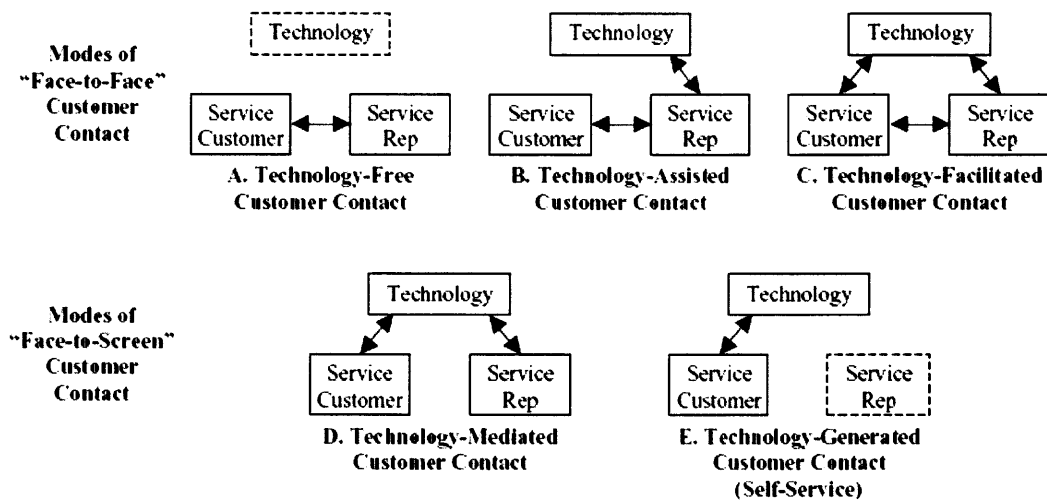 Modes of
“Face-to-Face”
Customer
Contact
Technology
Service
Customer
Service
Rep
A. Technology-Free
Customer Contact
Technology
Service
Customer
Service
Rep
B. Technology-Assisted
Customer Contact
Technology
Service
Customer
Service
Rep
C. Technology-Facilitated
Customer Contact
Modes of
“Face-to-Screen”
Customer
Contact
Technology
Service
Customer
Service
Rep
D. Technology-Mediated
Customer Contact
Technology
Service
Customer
Service
Rep
E. Technology-Generated
Customer Contact
(Self-Service)